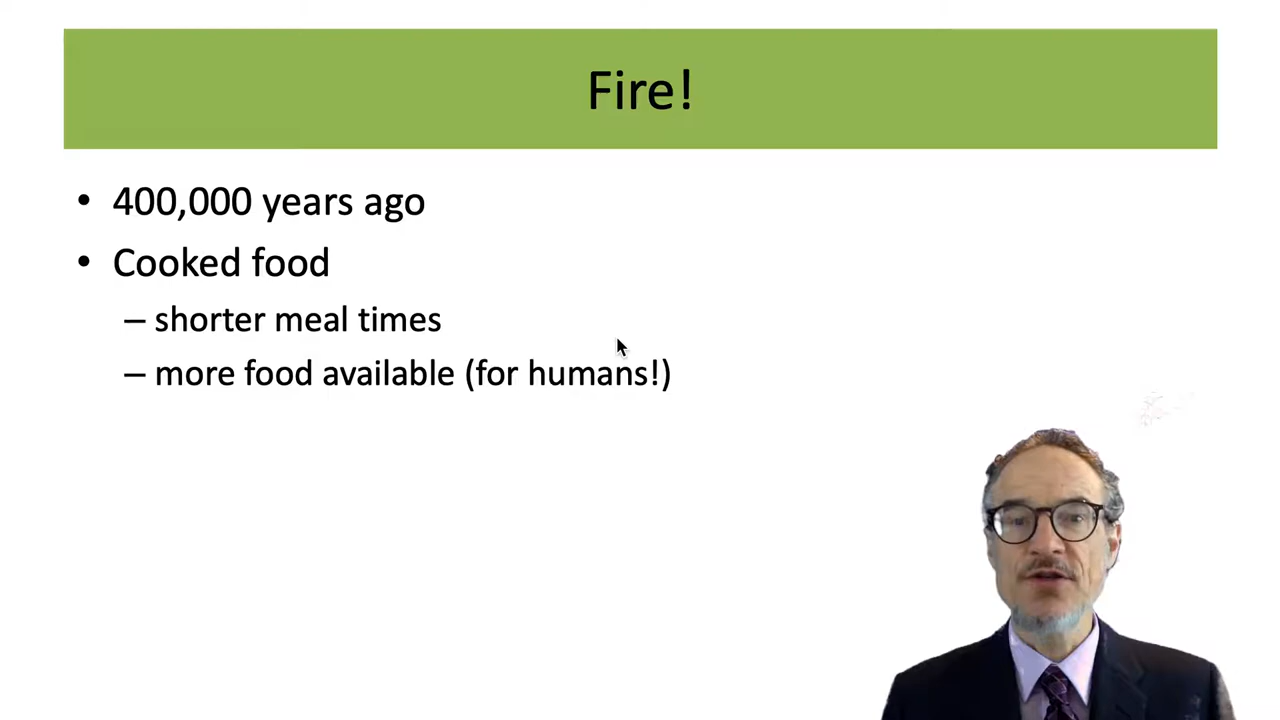 Fire!
• 400,000 years ago
• Cooked food
– shorter meal times
– more food available (for humans!)